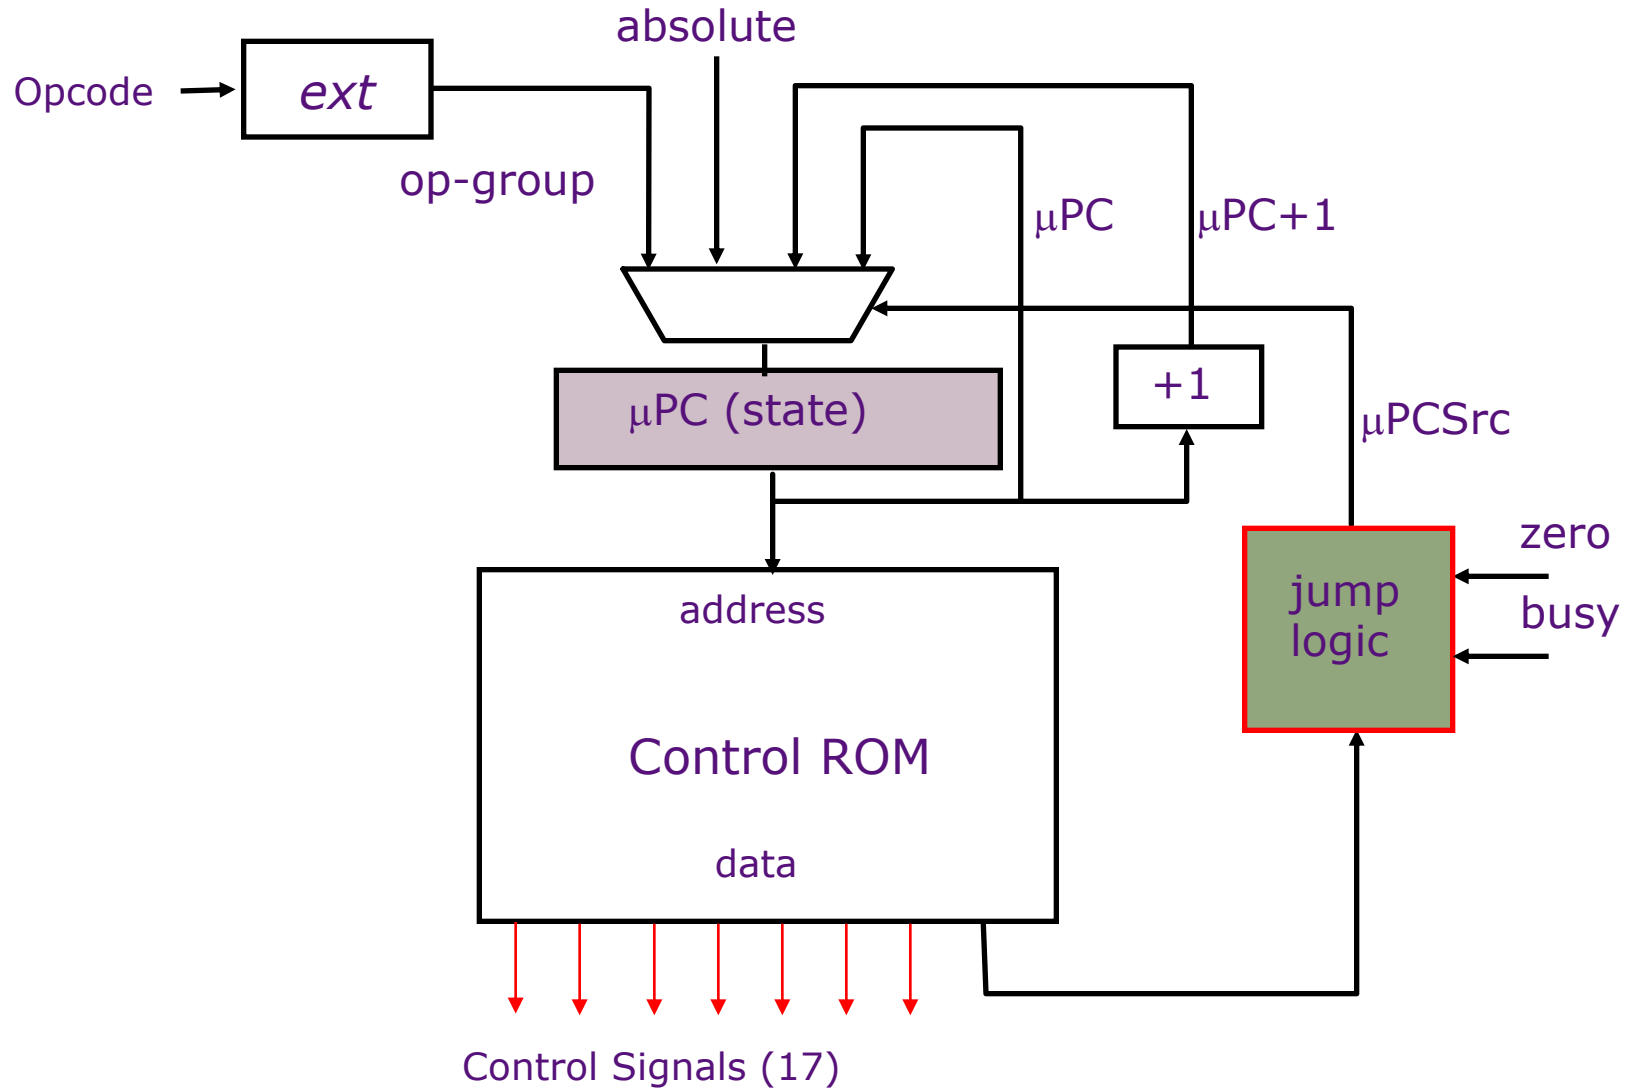 absolute
Opcode
ext
op-group
μPC
μPC+1
+1
μPC (state)
μPCSrc
zero
jump
logic
busy
address
Control ROM
data
Control Signals (17)